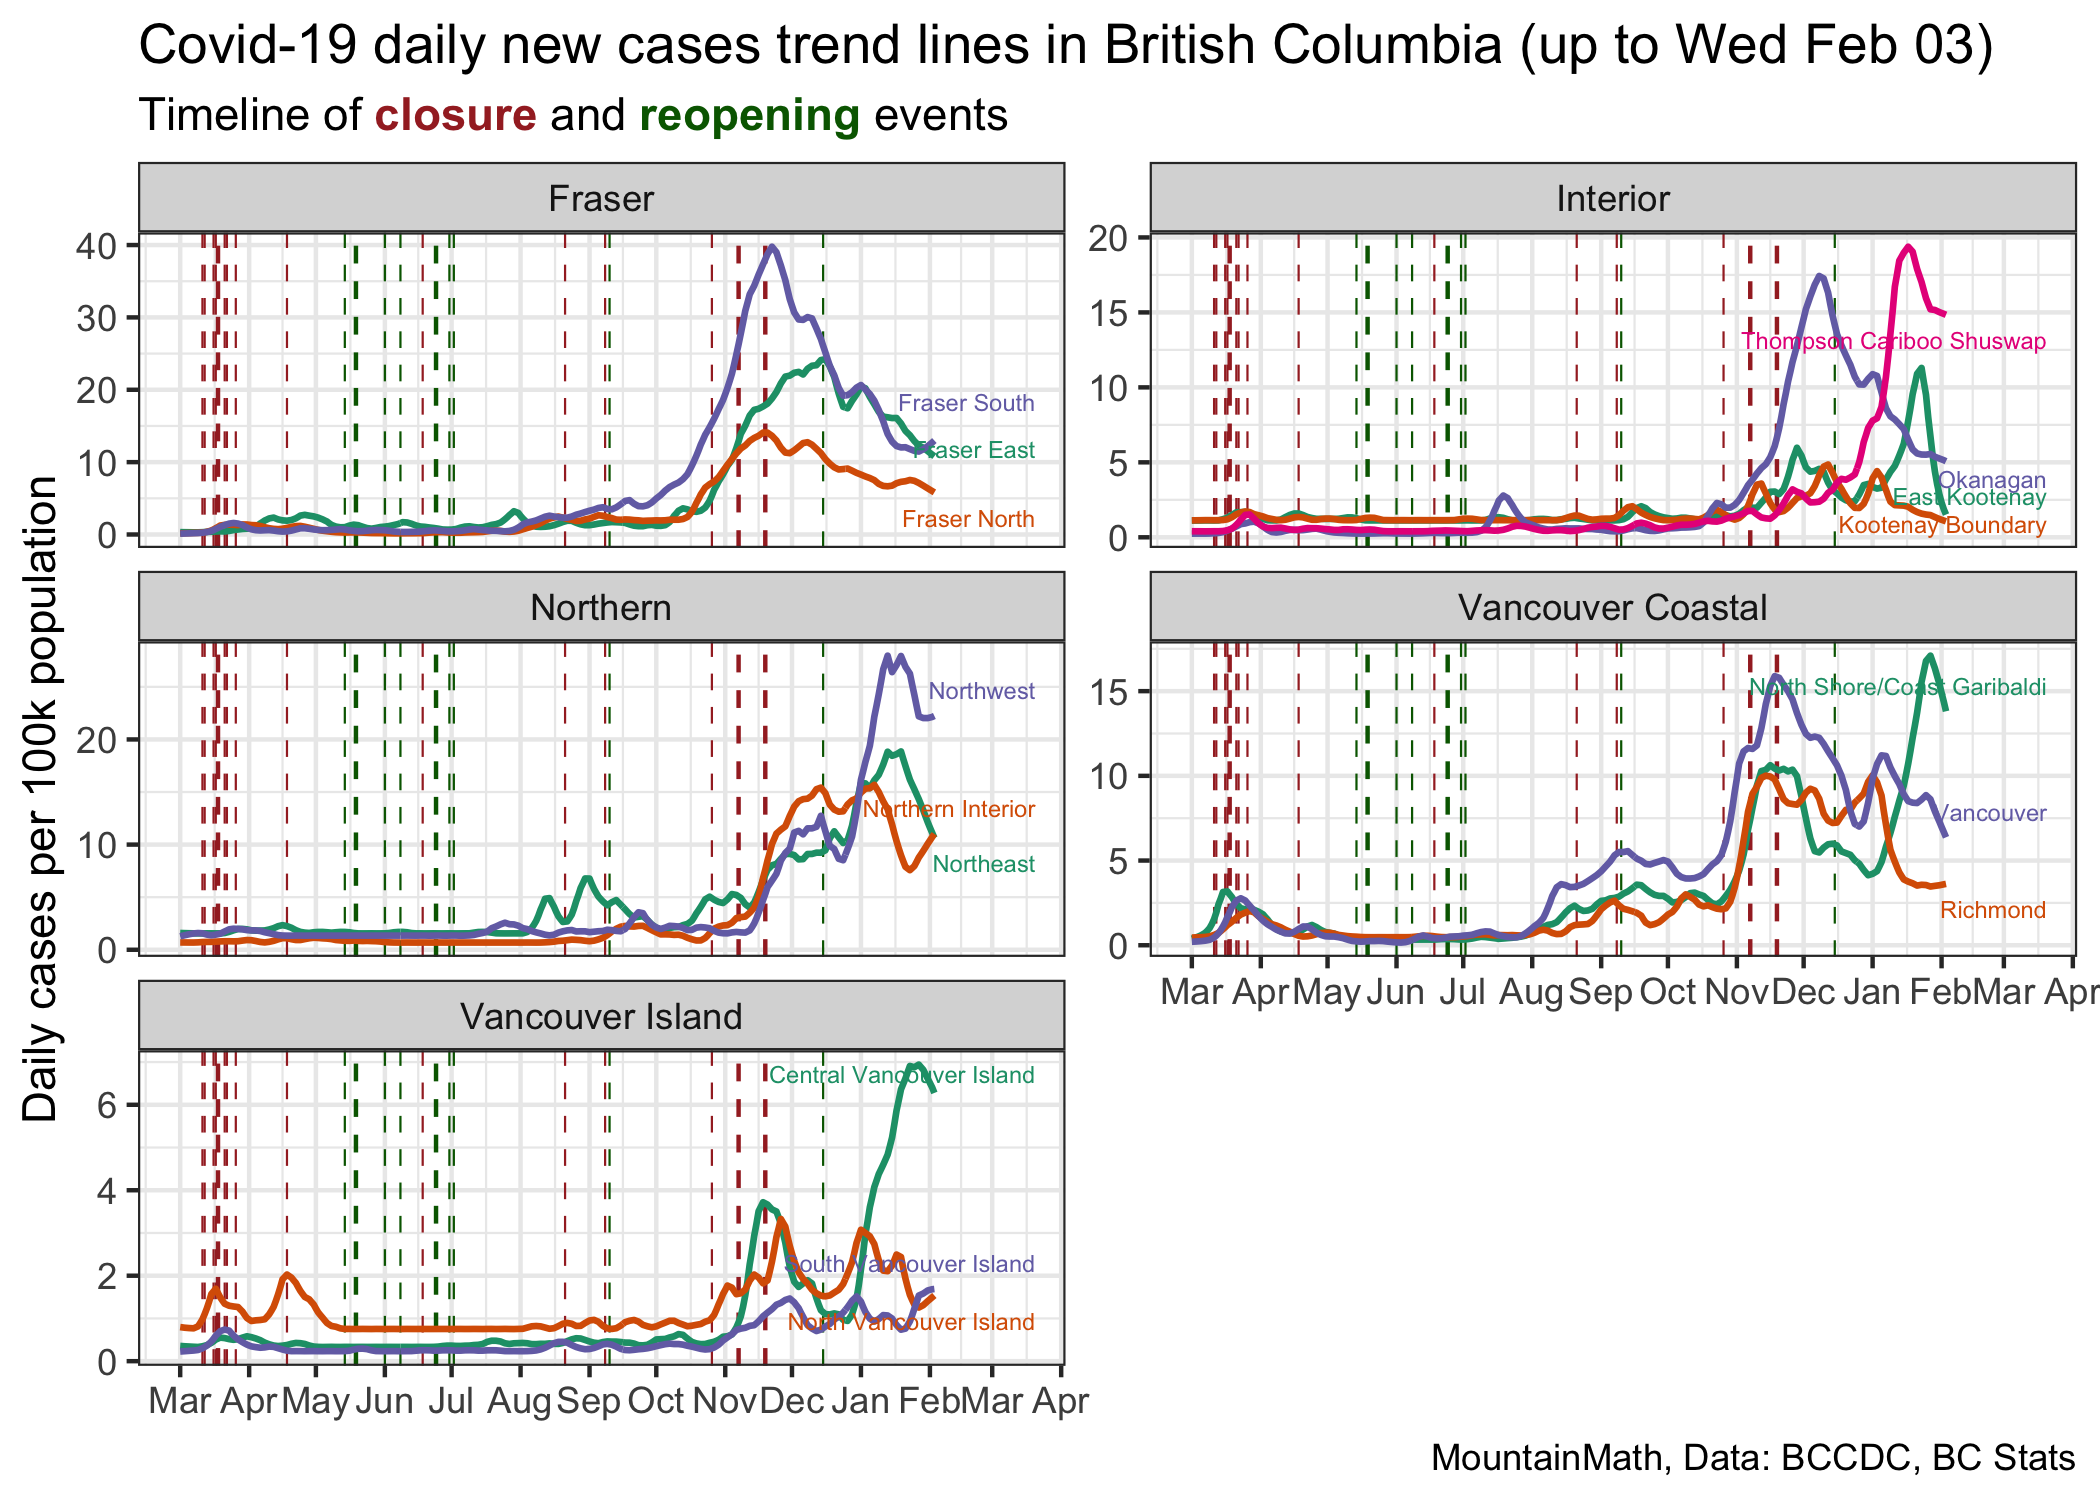 Covid-19 daily new cases trend lines in British Columbia (up to Wed Feb 03)
Timeline of closure and reopening events
Daily cases per 100k population
Fraser
40
30
20
10
0
Fraser South
Fraser East
Fraser North
Interior
20
15
10
5
0
Thompson Cariboo Shuswap
Okanagan
East Kootenay
Kootenay Boundary
Northern
20
10
0
Northwest
Northern Interior
Northeast
Vancouver Coastal
15
10
5
0
North Shore/Coast Garibaldi
Vancouver
Richmond
Mar Apr May Jun Jul Aug Sep Oct Nov Dec Jan Feb Mar Apr
Vancouver Island
6
4
2
0
Central Vancouver Island
South Vancouver Island
North Vancouver Island
Mar Apr May Jun Jul Aug Sep Oct Nov Dec Jan Feb Mar Apr
MountainMath, Data: BCCDC, BC Stats